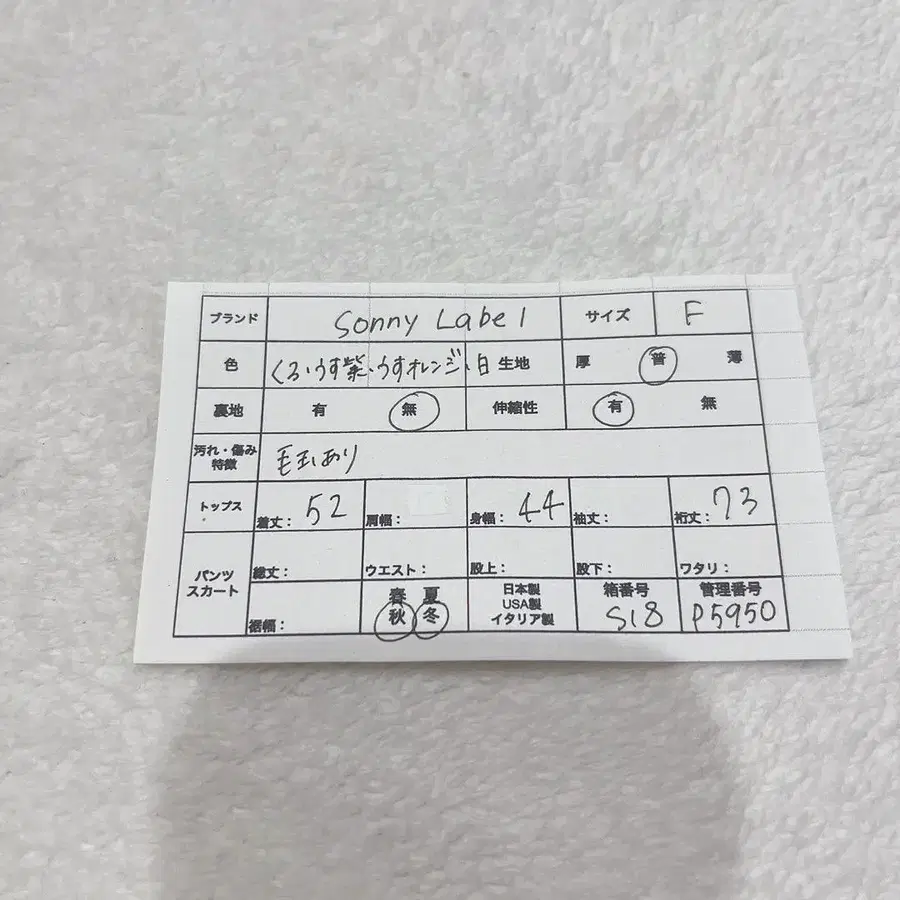 ブランド Sonny Label サイズ F
色 くろ、うす紫、うすオレンジ、白 生地 厚 普 薄
裏地 有 無 伸縮性 有 無
汚れ・傷み
特徴 毛玉あり
トップス 着丈: 52 肩幅: 身幅: 44 袖丈: 裄丈: 73
パンツ
スカート 総丈: ウエスト: 股上: 股下: ワタリ:
裾幅: 春 夏
秋 冬
日本製
USA製
イタリア製
箱番号
S18
管理番号
P5950